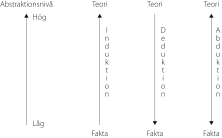 Abstraktionsnivå
Hög
Låg
Teori
Induktion
Fakta
Teori
Deduktion
Fakta
Teori
Abduktion
Fakta